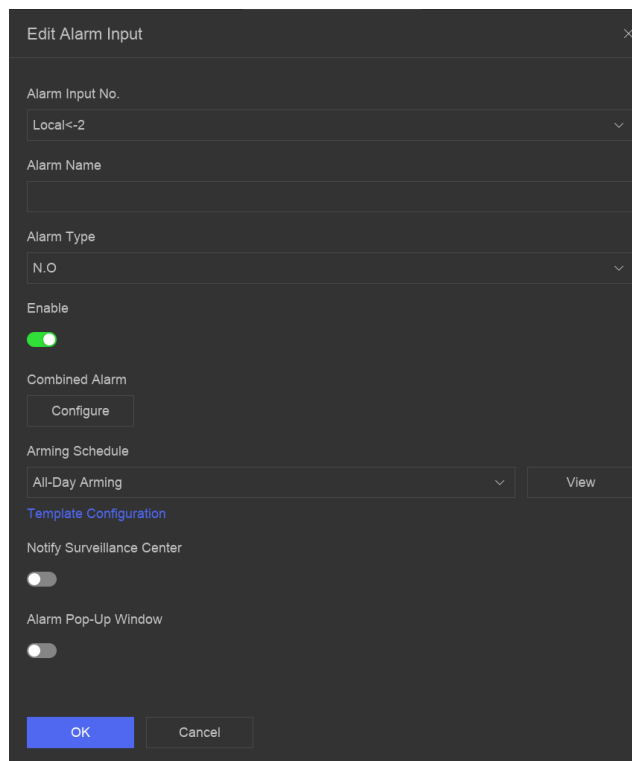 Edit Alarm Input
Alarm Input No.
Local<-2
Alarm Name
Alarm Type
N.O
Enable
Combined Alarm
Configure
Arming Schedule
All-Day Arming
View
Template Configuration
Notify Surveillance Center
Alarm Pop-Up Window
OK
Cancel